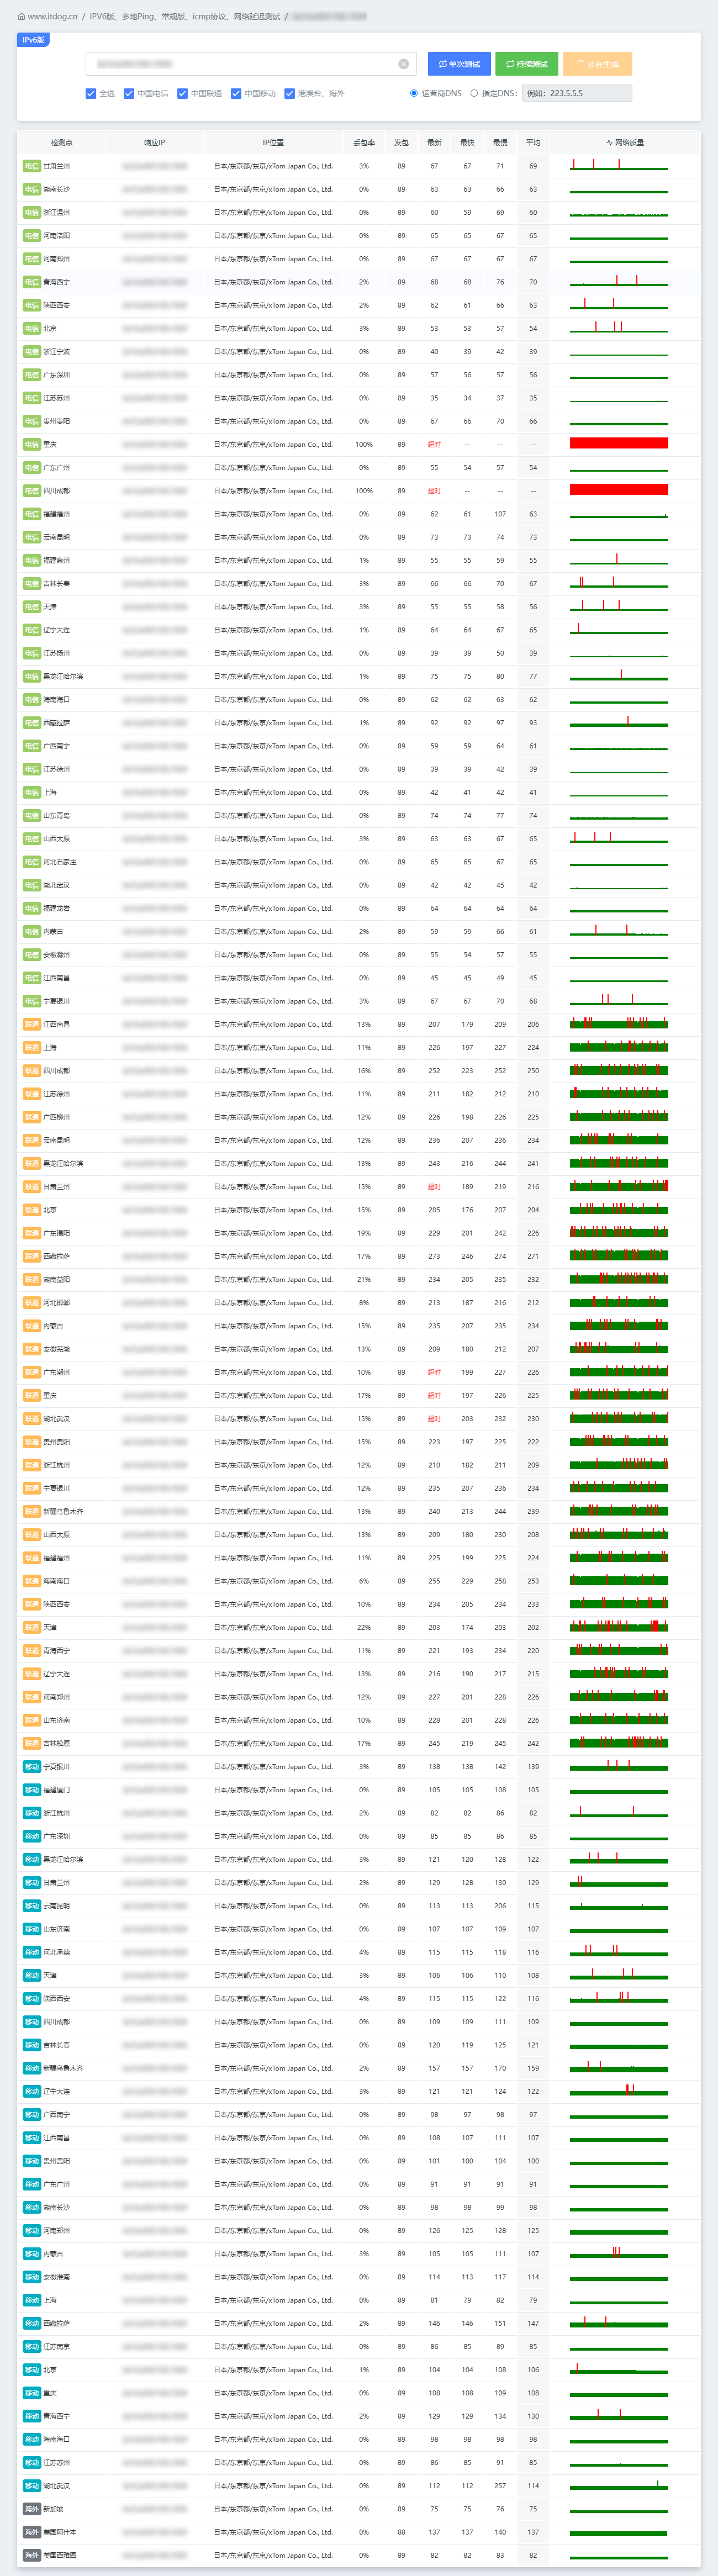 www.itdog.cn / IPV6版、多地Ping、常规版、icmp协议、网络延迟测试 /
IPv6版
单次测试 持续测试 正在生成
全选 中国电信 中国联通 中国移动 港澳台、海外 运营商DNS 指定DNS： 例如：223.5.5.5
检测点 响应IP IP位置 丢包率 发包 最新 最快 最慢 平均 网络质量
电信 甘肃兰州 日本/东京都/东京/xTom Japan Co., Ltd. 3% 89 67 67 71 69
电信 湖南长沙 日本/东京都/东京/xTom Japan Co., Ltd. 0% 89 63 63 66 63
电信 浙江温州 日本/东京都/东京/xTom Japan Co., Ltd. 0% 89 60 59 69 60
电信 河南洛阳 日本/东京都/东京/xTom Japan Co., Ltd. 0% 89 65 65 67 65
电信 河南郑州 日本/东京都/东京/xTom Japan Co., Ltd. 0% 89 67 67 67 67
电信 青海西宁 日本/东京都/东京/xTom Japan Co., Ltd. 2% 89 68 68 76 70
电信 陕西西安 日本/东京都/东京/xTom Japan Co., Ltd. 2% 89 62 61 66 63
电信 北京 日本/东京都/东京/xTom Japan Co., Ltd. 3% 89 53 53 57 54
电信 浙江宁波 日本/东京都/东京/xTom Japan Co., Ltd. 0% 89 40 39 42 39
电信 广东深圳 日本/东京都/东京/xTom Japan Co., Ltd. 0% 89 57 56 57 56
电信 江苏苏州 日本/东京都/东京/xTom Japan Co., Ltd. 0% 89 35 34 37 35
电信 贵州贵阳 日本/东京都/东京/xTom Japan Co., Ltd. 0% 89 67 66 70 66
电信 重庆 日本/东京都/东京/xTom Japan Co., Ltd. 100% 89 超时 -- -- --
电信 广东广州 日本/东京都/东京/xTom Japan Co., Ltd. 0% 89 55 54 57 54
电信 四川成都 日本/东京都/东京/xTom Japan Co., Ltd. 100% 89 超时 -- -- --
电信 福建福州 日本/东京都/东京/xTom Japan Co., Ltd. 0% 89 62 61 107 63
电信 云南昆明 日本/东京都/东京/xTom Japan Co., Ltd. 0% 89 73 73 74 73
电信 福建泉州 日本/东京都/东京/xTom Japan Co., Ltd. 1% 89 55 55 59 55
电信 吉林长春 日本/东京都/东京/xTom Japan Co., Ltd. 3% 89 66 66 70 67
电信 天津 日本/东京都/东京/xTom Japan Co., Ltd. 3% 89 55 55 58 56
电信 辽宁大连 日本/东京都/东京/xTom Japan Co., Ltd. 1% 89 64 64 67 65
电信 江苏扬州 日本/东京都/东京/xTom Japan Co., Ltd. 0% 89 39 39 50 39
电信 黑龙江哈尔滨 日本/东京都/东京/xTom Japan Co., Ltd. 1% 89 75 75 80 77
电信 海南海口 日本/东京都/东京/xTom Japan Co., Ltd. 0% 89 62 62 63 62
电信 西藏拉萨 日本/东京都/东京/xTom Japan Co., Ltd. 1% 89 92 92 97 93
电信 广西南宁 日本/东京都/东京/xTom Japan Co., Ltd. 0% 89 59 59 64 61
电信 江苏徐州 日本/东京都/东京/xTom Japan Co., Ltd. 0% 89 39 39 42 39
电信 上海 日本/东京都/东京/xTom Japan Co., Ltd. 0% 89 42 41 42 41
电信 山东青岛 日本/东京都/东京/xTom Japan Co., Ltd. 0% 89 74 74 77 74
电信 山西太原 日本/东京都/东京/xTom Japan Co., Ltd. 3% 89 63 63 67 65
电信 河北石家庄 日本/东京都/东京/xTom Japan Co., Ltd. 0% 89 65 65 67 65
电信 湖北武汉 日本/东京都/东京/xTom Japan Co., Ltd. 0% 89 42 42 45 42
电信 福建龙岩 日本/东京都/东京/xTom Japan Co., Ltd. 0% 89 64 64 64 64
电信 内蒙古 日本/东京都/东京/xTom Japan Co., Ltd. 2% 89 59 59 66 61
电信 安徽滁州 日本/东京都/东京/xTom Japan Co., Ltd. 0% 89 55 54 57 55
电信 江西南昌 日本/东京都/东京/xTom Japan Co., Ltd. 0% 89 45 45 49 45
电信 宁夏银川 日本/东京都/东京/xTom Japan Co., Ltd. 3% 89 67 67 70 68
联通 江西南昌 日本/东京都/东京/xTom Japan Co., Ltd. 13% 89 207 179 209 206
联通 上海 日本/东京都/东京/xTom Japan Co., Ltd. 11% 89 226 197 227 224
联通 四川成都 日本/东京都/东京/xTom Japan Co., Ltd. 16% 89 252 223 252 250
联通 江苏徐州 日本/东京都/东京/xTom Japan Co., Ltd. 11% 89 211 182 212 210
联通 广西柳州 日本/东京都/东京/xTom Japan Co., Ltd. 12% 89 226 198 226 225
联通 云南昆明 日本/东京都/东京/xTom Japan Co., Ltd. 12% 89 236 207 236 234
联通 黑龙江哈尔滨 日本/东京都/东京/xTom Japan Co., Ltd. 13% 89 243 216 244 241
联通 甘肃兰州 日本/东京都/东京/xTom Japan Co., Ltd. 15% 89 超时 189 219 216
联通 北京 日本/东京都/东京/xTom Japan Co., Ltd. 15% 89 205 176 207 204
联通 广东揭阳 日本/东京都/东京/xTom Japan Co., Ltd. 19% 89 229 201 242 226
联通 西藏拉萨 日本/东京都/东京/xTom Japan Co., Ltd. 17% 89 273 246 274 271
联通 湖南益阳 日本/东京都/东京/xTom Japan Co., Ltd. 21% 89 234 205 235 232
联通 河北邯郸 日本/东京都/东京/xTom Japan Co., Ltd. 8% 89 213 187 216 212
联通 内蒙古 日本/东京都/东京/xTom Japan Co., Ltd. 15% 89 235 207 235 234
联通 安徽芜湖 日本/东京都/东京/xTom Japan Co., Ltd. 13% 89 209 180 212 207
联通 广东潮州 日本/东京都/东京/xTom Japan Co., Ltd. 10% 89 超时 199 227 226
联通 重庆 日本/东京都/东京/xTom Japan Co., Ltd. 17% 89 超时 197 226 225
联通 湖北武汉 日本/东京都/东京/xTom Japan Co., Ltd. 15% 89 超时 203 232 230
联通 贵州贵阳 日本/东京都/东京/xTom Japan Co., Ltd. 15% 89 223 197 225 222
联通 浙江杭州 日本/东京都/东京/xTom Japan Co., Ltd. 12% 89 210 182 211 209
联通 宁夏银川 日本/东京都/东京/xTom Japan Co., Ltd. 12% 89 235 207 236 234
联通 新疆乌鲁木齐 日本/东京都/东京/xTom Japan Co., Ltd. 13% 89 240 213 244 239
联通 山西太原 日本/东京都/东京/xTom Japan Co., Ltd. 13% 89 209 180 230 208
联通 福建福州 日本/东京都/东京/xTom Japan Co., Ltd. 11% 89 225 199 225 224
联通 海南海口 日本/东京都/东京/xTom Japan Co., Ltd. 6% 89 255 229 258 253
联通 陕西西安 日本/东京都/东京/xTom Japan Co., Ltd. 10% 89 234 205 234 233
联通 天津 日本/东京都/东京/xTom Japan Co., Ltd. 22% 89 203 174 203 202
联通 青海西宁 日本/东京都/东京/xTom Japan Co., Ltd. 11% 89 221 193 234 220
联通 辽宁大连 日本/东京都/东京/xTom Japan Co., Ltd. 13% 89 216 190 217 215
联通 河南郑州 日本/东京都/东京/xTom Japan Co., Ltd. 12% 89 227 201 228 226
联通 山东济南 日本/东京都/东京/xTom Japan Co., Ltd. 10% 89 228 201 228 226
联通 吉林松原 日本/东京都/东京/xTom Japan Co., Ltd. 17% 89 245 219 245 242
移动 宁夏银川 日本/东京都/东京/xTom Japan Co., Ltd. 3% 89 138 138 142 139
移动 福建厦门 日本/东京都/东京/xTom Japan Co., Ltd. 0% 89 105 105 108 105
移动 浙江杭州 日本/东京都/东京/xTom Japan Co., Ltd. 2% 89 82 82 86 82
移动 广东深圳 日本/东京都/东京/xTom Japan Co., Ltd. 0% 89 85 85 86 85
移动 黑龙江哈尔滨 日本/东京都/东京/xTom Japan Co., Ltd. 3% 89 121 120 128 122
移动 甘肃兰州 日本/东京都/东京/xTom Japan Co., Ltd. 2% 89 129 128 130 129
移动 云南昆明 日本/东京都/东京/xTom Japan Co., Ltd. 0% 89 113 113 206 115
移动 山东济南 日本/东京都/东京/xTom Japan Co., Ltd. 0% 89 107 107 109 107
移动 河北承德 日本/东京都/东京/xTom Japan Co., Ltd. 4% 89 115 115 118 116
移动 天津 日本/东京都/东京/xTom Japan Co., Ltd. 3% 89 106 106 110 108
移动 陕西西安 日本/东京都/东京/xTom Japan Co., Ltd. 4% 89 115 115 122 116
移动 四川成都 日本/东京都/东京/xTom Japan Co., Ltd. 0% 89 109 109 111 109
移动 吉林长春 日本/东京都/东京/xTom Japan Co., Ltd. 0% 89 120 119 125 121
移动 新疆乌鲁木齐 日本/东京都/东京/xTom Japan Co., Ltd. 2% 89 157 157 170 159
移动 辽宁大连 日本/东京都/东京/xTom Japan Co., Ltd. 3% 89 121 121 124 122
移动 广西南宁 日本/东京都/东京/xTom Japan Co., Ltd. 0% 89 98 97 98 97
移动 江西南昌 日本/东京都/东京/xTom Japan Co., Ltd. 0% 89 108 107 111 107
移动 贵州贵阳 日本/东京都/东京/xTom Japan Co., Ltd. 0% 89 101 100 104 100
移动 广东广州 日本/东京都/东京/xTom Japan Co., Ltd. 0% 89 91 91 91 91
移动 湖南长沙 日本/东京都/东京/xTom Japan Co., Ltd. 0% 89 98 98 99 98
移动 河南郑州 日本/东京都/东京/xTom Japan Co., Ltd. 0% 89 126 125 128 125
移动 内蒙古 日本/东京都/东京/xTom Japan Co., Ltd. 3% 89 105 105 111 107
移动 安徽淮南 日本/东京都/东京/xTom Japan Co., Ltd. 0% 89 114 113 117 114
移动 上海 日本/东京都/东京/xTom Japan Co., Ltd. 0% 89 81 79 82 79
移动 西藏拉萨 日本/东京都/东京/xTom Japan Co., Ltd. 2% 89 146 146 151 147
移动 江苏南京 日本/东京都/东京/xTom Japan Co., Ltd. 0% 89 86 85 89 85
移动 北京 日本/东京都/东京/xTom Japan Co., Ltd. 1% 89 104 104 108 106
移动 重庆 日本/东京都/东京/xTom Japan Co., Ltd. 0% 89 108 108 109 108
移动 青海西宁 日本/东京都/东京/xTom Japan Co., Ltd. 2% 89 129 129 134 130
移动 海南海口 日本/东京都/东京/xTom Japan Co., Ltd. 0% 89 98 98 98 98
移动 江苏苏州 日本/东京都/东京/xTom Japan Co., Ltd. 0% 89 86 85 91 85
移动 湖北武汉 日本/东京都/东京/xTom Japan Co., Ltd. 0% 89 112 112 257 114
海外 新加坡 日本/东京都/东京/xTom Japan Co., Ltd. 0% 89 75 75 76 75
海外 美国阿什本 日本/东京都/东京/xTom Japan Co., Ltd. 0% 88 137 137 140 137
海外 美国西雅图 日本/东京都/东京/xTom Japan Co., Ltd. 0% 89 82 82 83 82